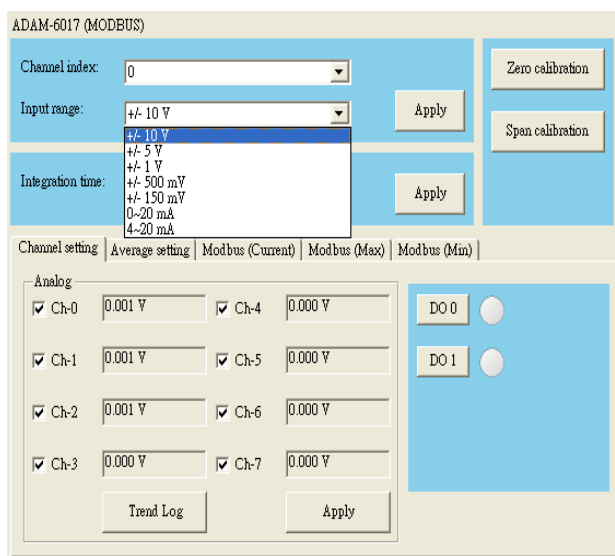 ADAM-6017 (MODBUS)
Channel index: 0
Zero calibration
Input range: +/- 10 V
Apply
Span calibration
+/- 10 V
+/- 5 V
+/- 1 V
+/- 500 mV
+/- 150 mV
0~20 mA
4~20 mA
Integration time:
Apply
Channel setting Average setting Modbus (Current) Modbus (Max) Modbus (Min)
Analog
Ch-0 0.001 V Ch-4 0.000 V DO 0
Ch-1 0.001 V Ch-5 0.000 V DO 1
Ch-2 0.001 V Ch-6 0.000 V
Ch-3 0.000 V Ch-7 0.000 V
Trend Log Apply